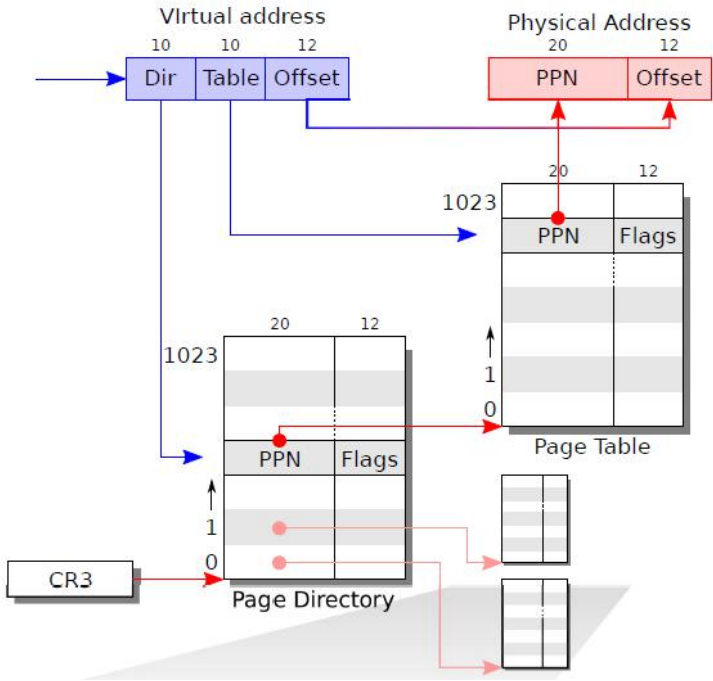 VIrtual address
10 10 12
Dir Table Offset
Physical Address
20 12
PPN Offset
20 12
1023
PPN Flags
1
0
Page Table
20 12
1023
PPN Flags
1
0
CR3
Page Directory